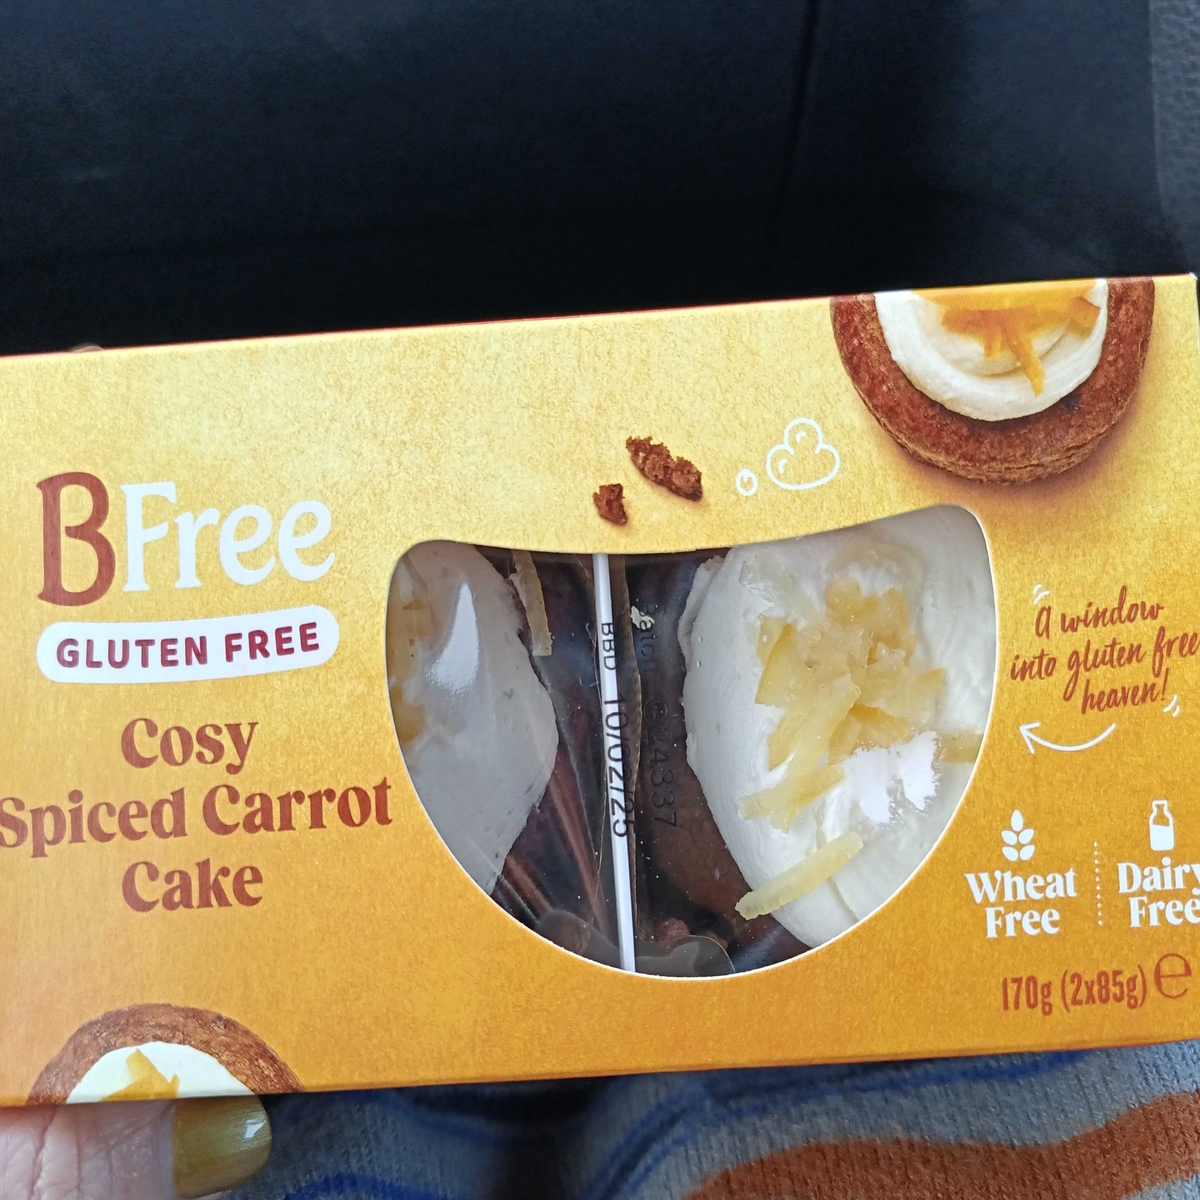 BFree
GLUTEN FREE
Cosy
Spiced Carrot
Cake
BBD 10/02/25
24337
A window
into gluten free
heaven!
Wheat
Free
Dairy
Free
170g (2x85g) e